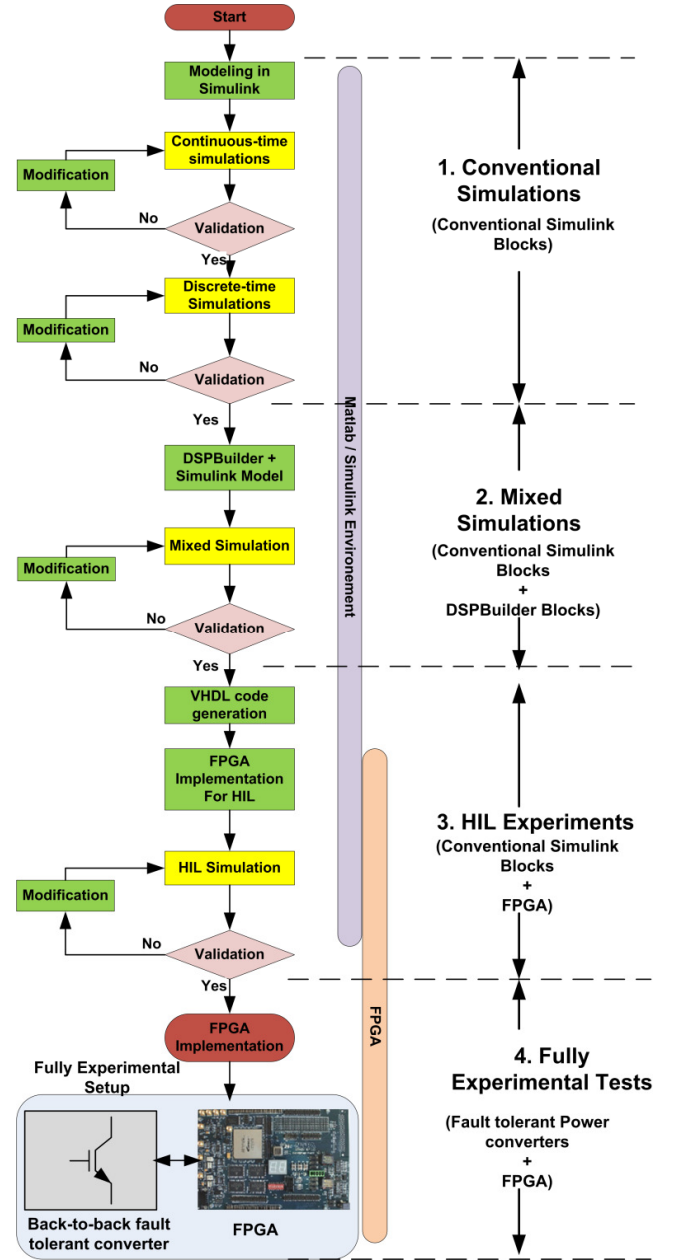 Start
Modeling in
Simulink
Continuous-time
simulations
Modification
No
Validation
Yes
Discrete-time
Simulations
Modification
No
Validation
Yes
DSPBuilder +
Simulink Model
Mixed Simulation
Modification
No
Validation
Yes
VHDL code
generation
FPGA
Implementation
For HIL
HIL Simulation
Modification
No
Validation
Yes
FPGA
Implementation
Fully Experimental
Setup
Back-to-back fault
tolerant converter
FPGA
Matlab / Simulink Environement
FPGA
1. Conventional
Simulations
(Conventional Simulink
Blocks)
2. Mixed
Simulations
(Conventional Simulink
Blocks
+
DSPBuilder Blocks)
3. HIL Experiments
(Conventional Simulink
Blocks
+
FPGA)
4. Fully
Experimental Tests
(Fault tolerant Power
converters
+
FPGA)